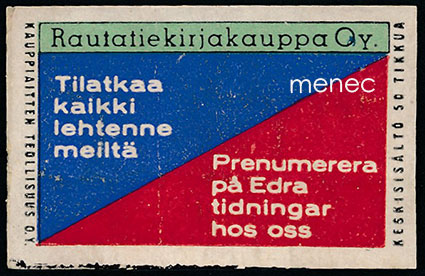 Rautatiekirjakauppa Oy.
menec
Tilatkaa
kaikki
lehtenne
meiltä
Prenumerera
på Edra
tidningar
hos oss
KAUPPIAITTEN TEOLLISUUS O.Y.
KESKISISÄLTÖ 50 TIKKUA